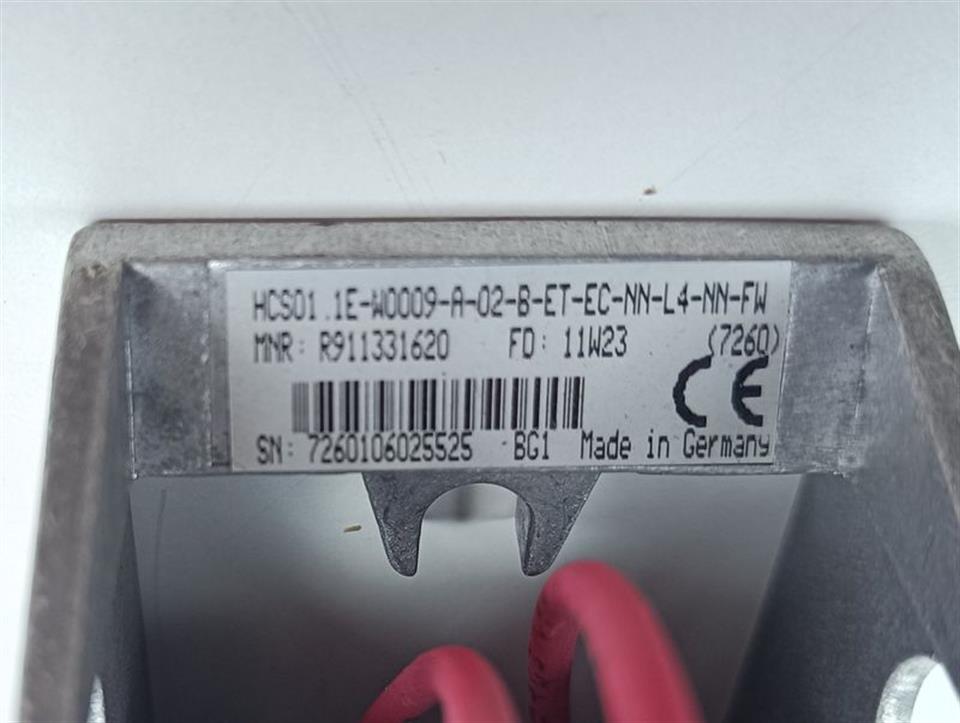 HCS01.1E-W0009-A-02-B-ET-EC-NN-L4-NN-FW
MNR: R911331620 FD: 11W23 (7260)
CE
SN: 7260106025525 BG1 Made in Germany